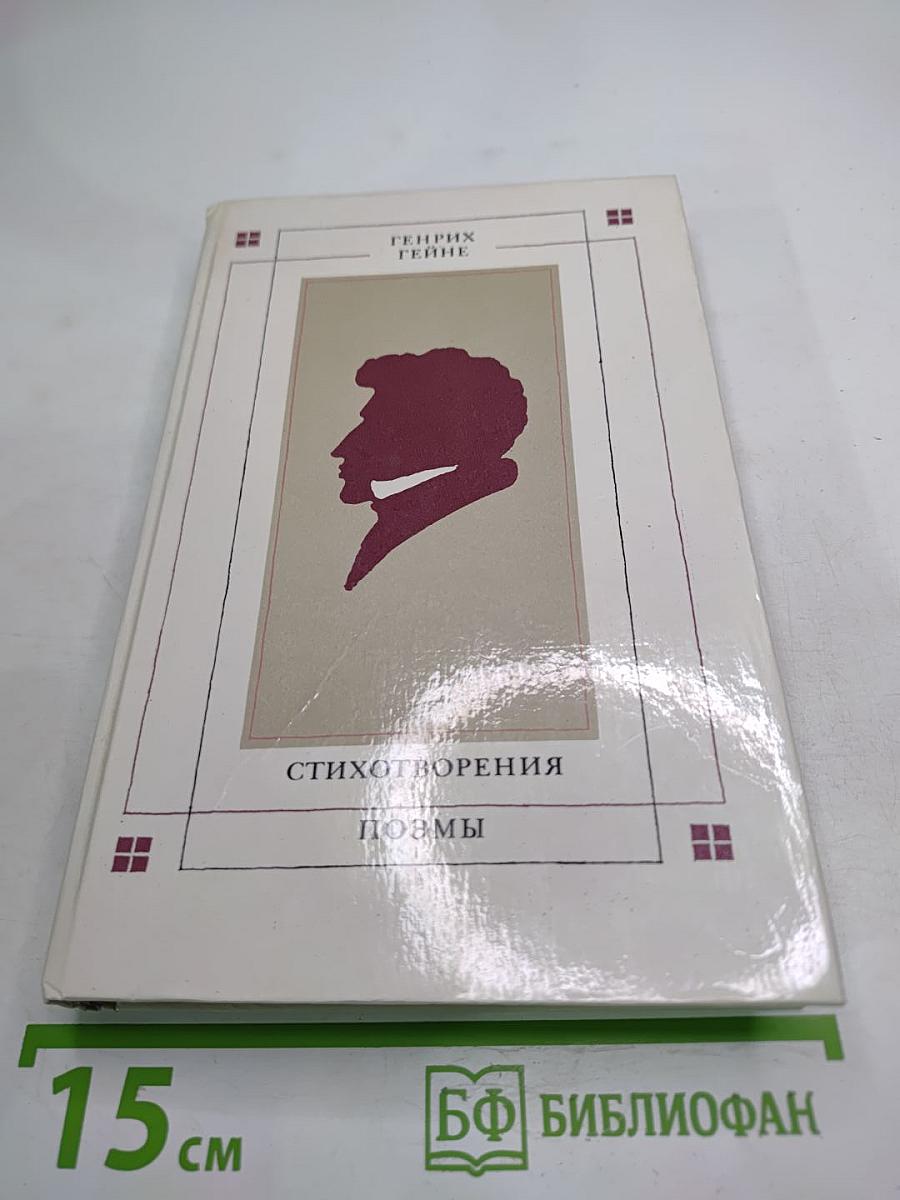 ГЕНРИХ
ГЕЙНЕ
СТИХОТВОРЕНИЯ
ПОЭМЫ
15 см
БФ БИБЛИОФАН